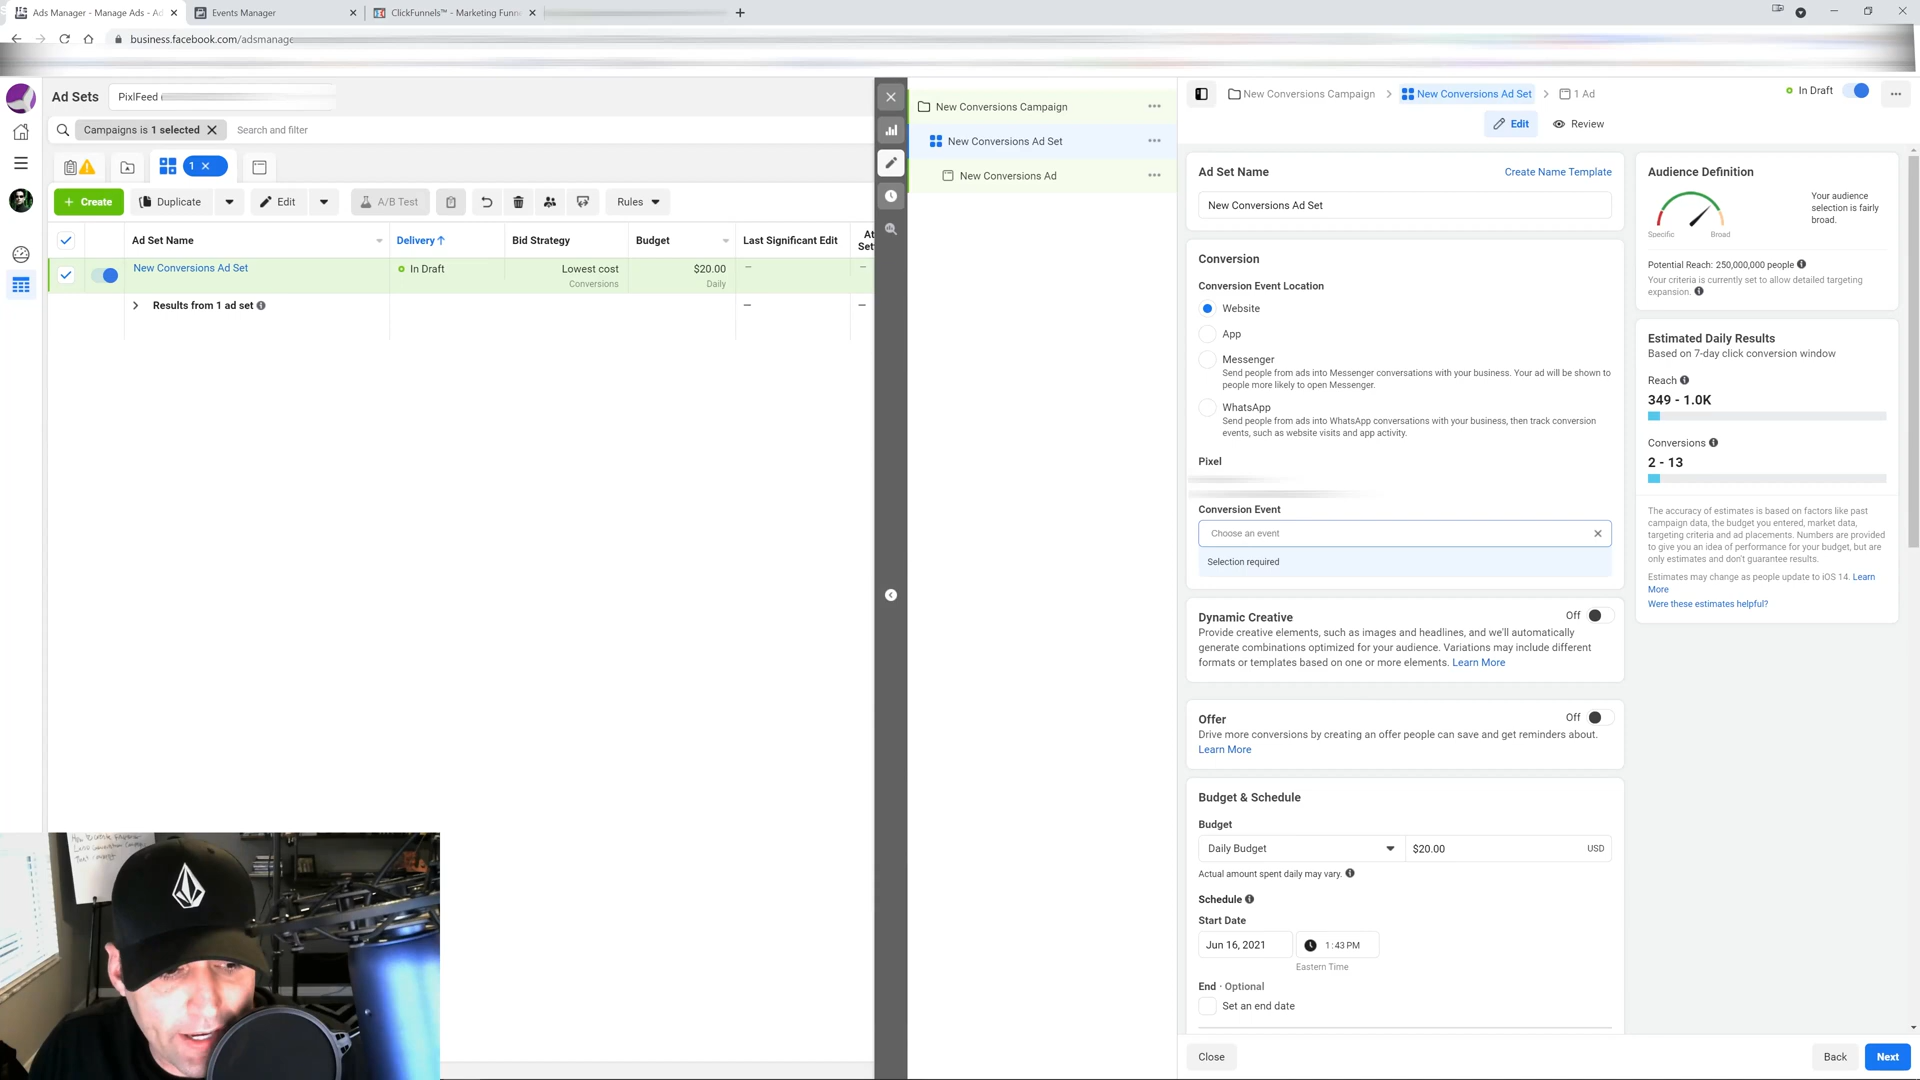 Ads Manager - Manage Ads - Ad
Events Manager
ClickFunnels™ - Marketing Funne
business.facebook.com/adsmanage
Ad Sets
PixlFeed
Campaigns is 1 selected
Search and filter
1
Create
Duplicate
Edit
A/B Test
Rules
Ad Set Name
Delivery↑
Bid Strategy
Budget
Last Significant Edit
At
Set
New Conversions Ad Set
In Draft
Lowest cost
Conversions
$20.00
Daily
—
—
Results from 1 ad set
—
—
New Conversions Campaign
New Conversions Ad Set
New Conversions Ad
New Conversions Campaign
New Conversions Ad Set
1 Ad
In Draft
Edit
Review
Ad Set Name
Create Name Template
New Conversions Ad Set
Conversion
Conversion Event Location
Website
App
Messenger
Send people from ads into Messenger conversations with your business. Your ad will be shown to
people more likely to open Messenger.
WhatsApp
Send people from ads into WhatsApp conversations with your business, then track conversion
events, such as website visits and app activity.
Pixel
Conversion Event
Choose an event
Selection required
Dynamic Creative
Off
Provide creative elements, such as images and headlines, and we'll automatically
generate combinations optimized for your audience. Variations may include different
formats or templates based on one or more elements. Learn More
Offer
Off
Drive more conversions by creating an offer people can save and get reminders about.
Learn More
Budget & Schedule
Budget
Daily Budget
$20.00
USD
Actual amount spent daily may vary.
Schedule
Start Date
Jun 16, 2021
1:43 PM
Eastern Time
End · Optional
Set an end date
Close
Back
Next
Audience Definition
Your audience
selection is fairly
broad.
Specific
Broad
Potential Reach: 250,000,000 people
Your criteria is currently set to allow detailed targeting
expansion.
Estimated Daily Results
Based on 7-day click conversion window
Reach
349 - 1.0K
Conversions
2 - 13
The accuracy of estimates is based on factors like past
campaign data, the budget you entered, market data,
targeting criteria and ad placements. Numbers are provided
to give you an idea of performance for your budget, but are
only estimates and don't guarantee results.
Estimates may change as people update to iOS 14. Learn
More
Were these estimates helpful?